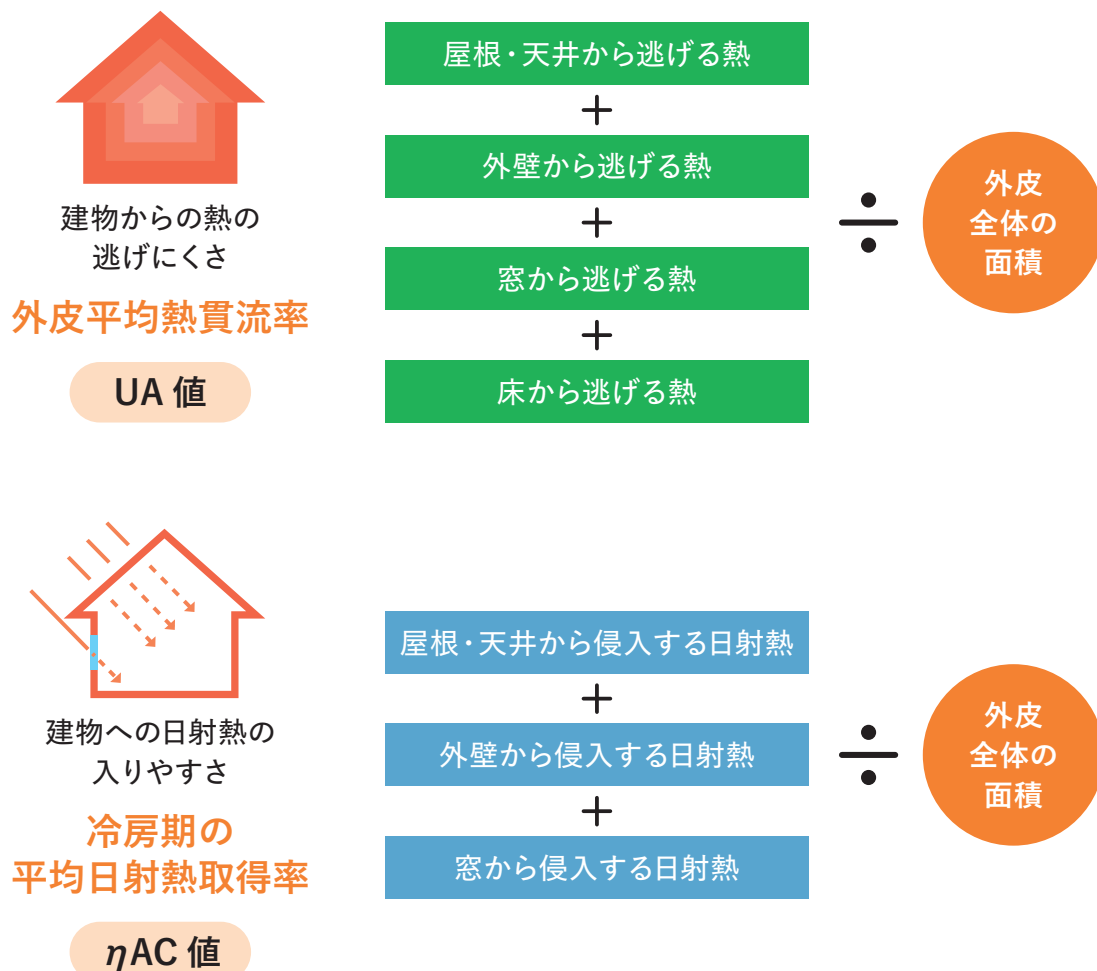 建物からの熱の
逃げにくさ
外皮平均熱貫流率
UA 値
屋根・天井から逃げる熱
+
外壁から逃げる熱
+
窓から逃げる熱
+
床から逃げる熱
÷
外皮
全体の
面積
建物への日射熱の
入りやすさ
冷房期の
平均日射熱取得率
ηAC 値
屋根・天井から侵入する日射熱
+
外壁から侵入する日射熱
+
窓から侵入する日射熱
÷
外皮
全体の
面積